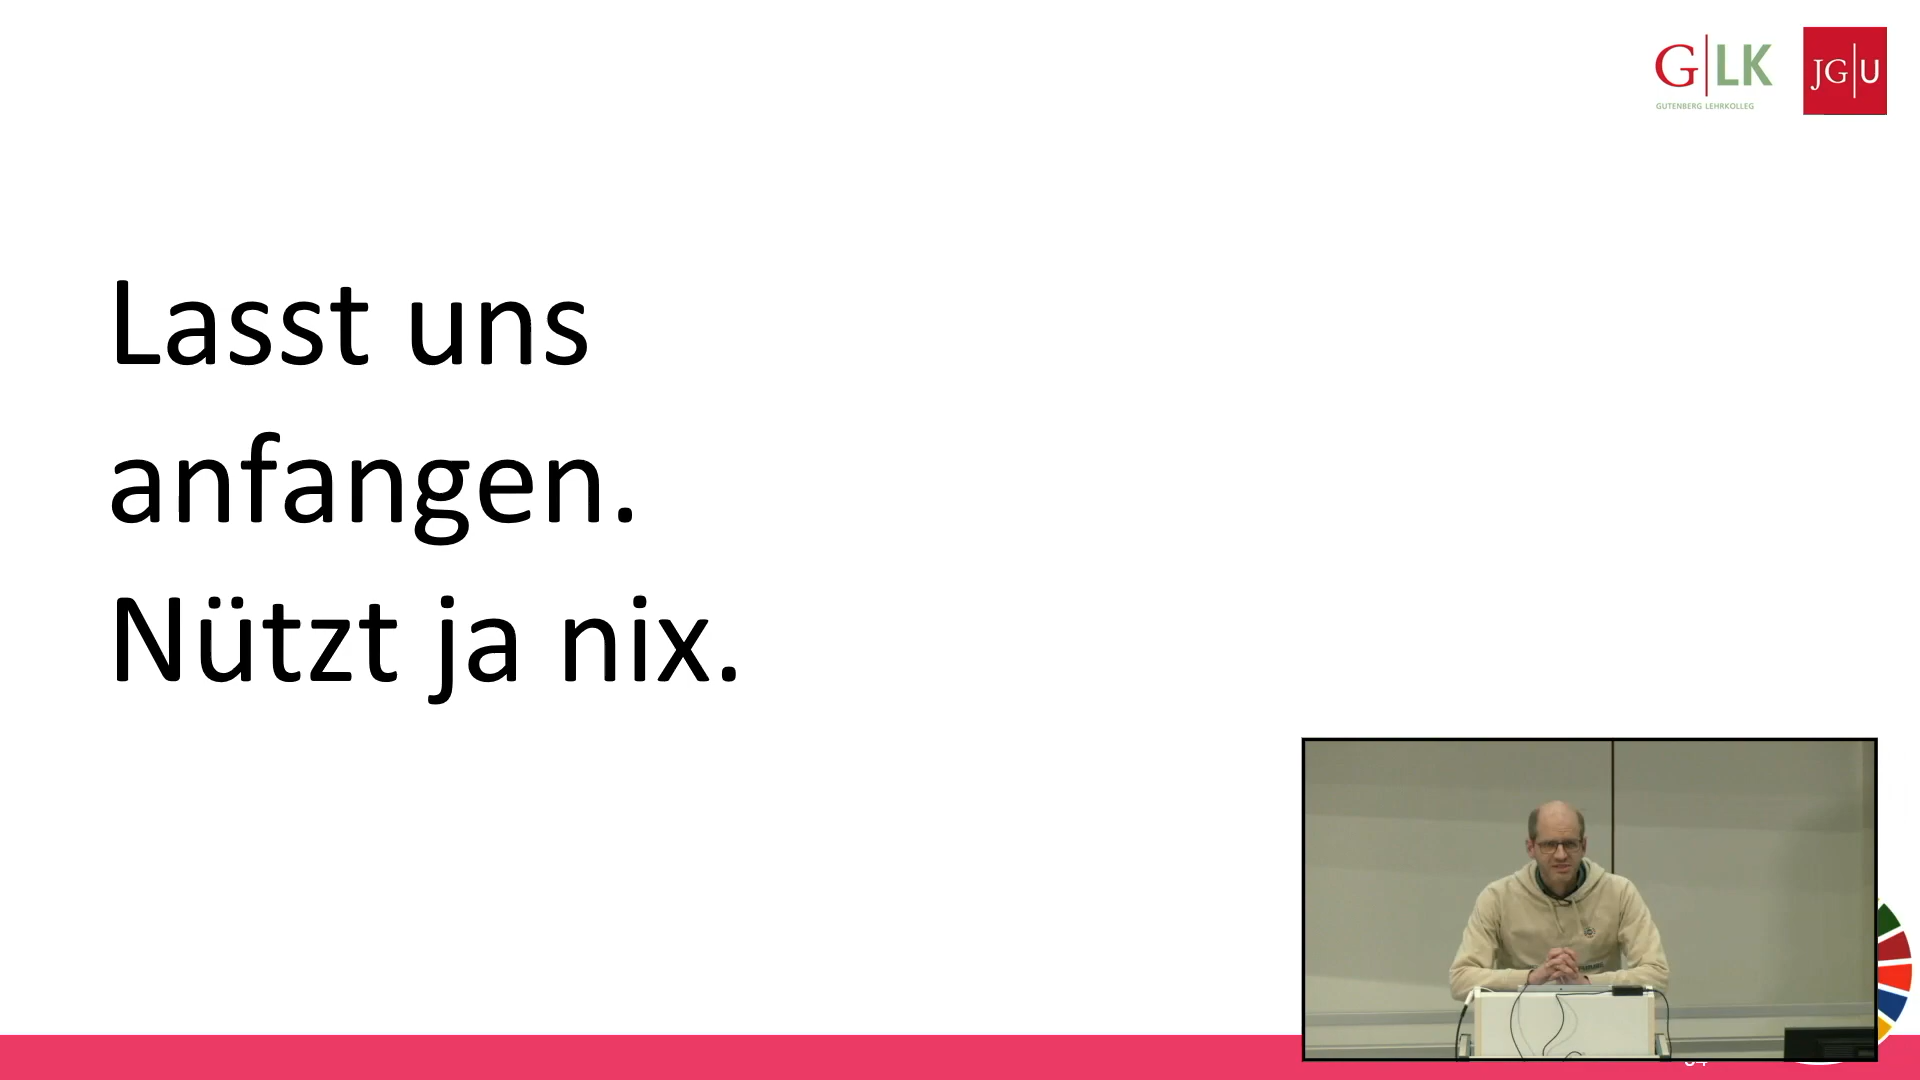 G|LK
GUTENBERG LEHRKOLLEG
JG|U
Lasst uns
anfangen.
Nützt ja nix.